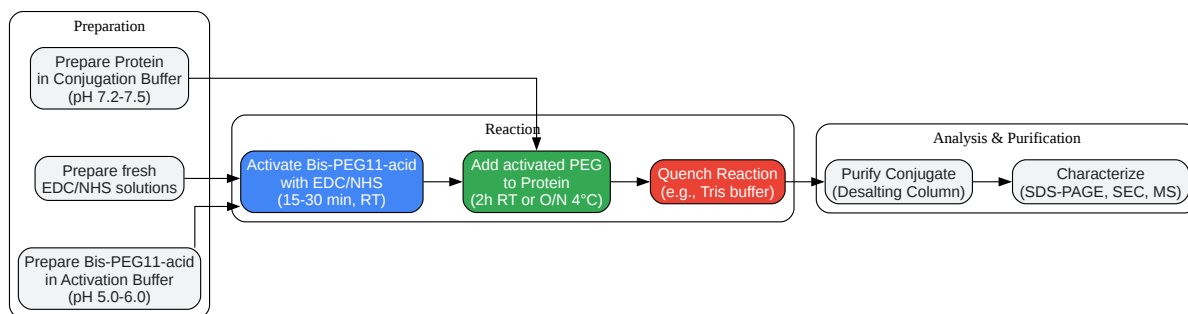 Preparation
Prepare Protein
in Conjugation Buffer
(pH 7.2-7.5)
Prepare fresh
EDC/NHS solutions
Prepare Bis-PEG11-acid
in Activation Buffer
(pH 5.0-6.0)
Reaction
Activate Bis-PEG11-acid
with EDC/NHS
(15-30 min, RT)
Add activated PEG
to Protein
(2h RT or O/N 4°C)
Quench Reaction
(e.g., Tris buffer)
Analysis & Purification
Purify Conjugate
(Desalting Column)
Characterize
(SDS-PAGE, SEC, MS)